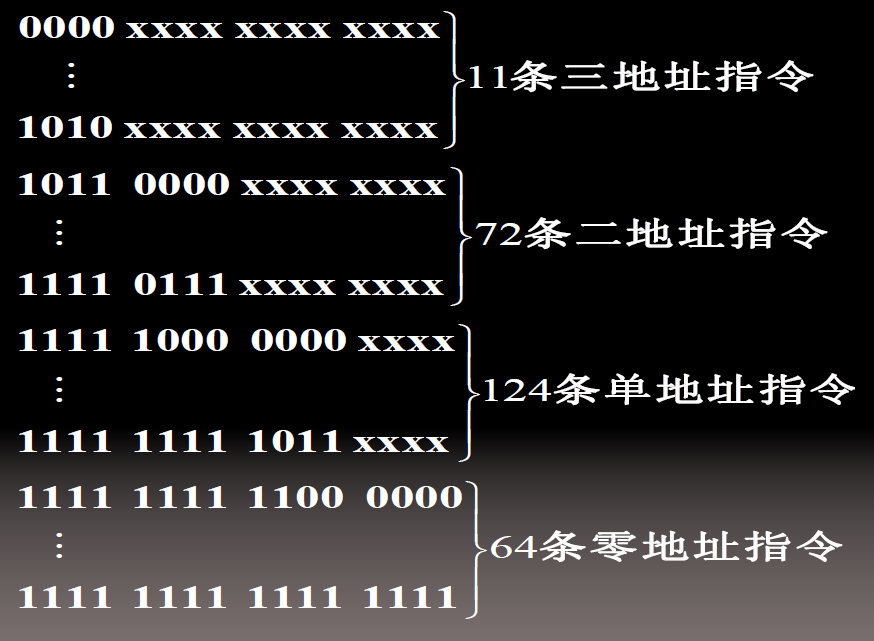 0000 xxxx xxxx xxxx
⋮
11条三地址指令
1010 xxxx xxxx xxxx
1011 0000 xxxx xxxx
⋮
72条二地址指令
1111 0111 xxxx xxxx
1111 1000 0000 xxxx
⋮
124条单地址指令
1111 1111 1011 xxxx
1111 1111 1100 0000
⋮
64条零地址指令
1111 1111 1111 1111